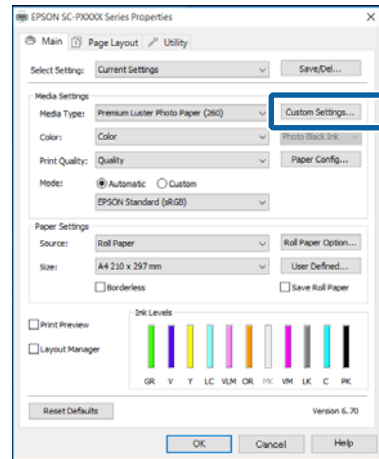 EPSON SC-PXXXX Series Properties
Main Page Layout Utility
Select Setting: Current Settings Save/Del...
Media Settings
Media Type: Premium Luster Photo Paper (260) Custom Settings...
Color: Color Photo Black Ink
Print Quality: Quality Paper Config...
Mode: Automatic Custom
EPSON Standard (sRGB)
Paper Settings
Source: Roll Paper Roll Paper Option...
Size: A4 210 x 297 mm User Defined...
Borderless Save Roll Paper
Ink Levels
Print Preview
Layout Manager
GR V Y LC VLM OR MK VM LK C PK
Reset Defaults Version 6.70
OK Cancel Help